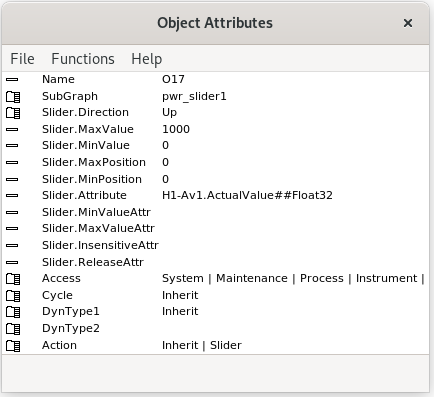 Object Attributes ×
File Functions Help
Name O17
SubGraph pwr_slider1
Slider.Direction Up
Slider.MaxValue 1000
Slider.MinValue 0
Slider.MaxPosition 0
Slider.MinPosition 0
Slider.Attribute H1-Av1.ActualValue##Float32
Slider.MinValueAttr
Slider.MaxValueAttr
Slider.InsensitiveAttr
Slider.ReleaseAttr
Access System | Maintenance | Process | Instrument |
Cycle Inherit
DynType1 Inherit
DynType2
Action Inherit | Slider